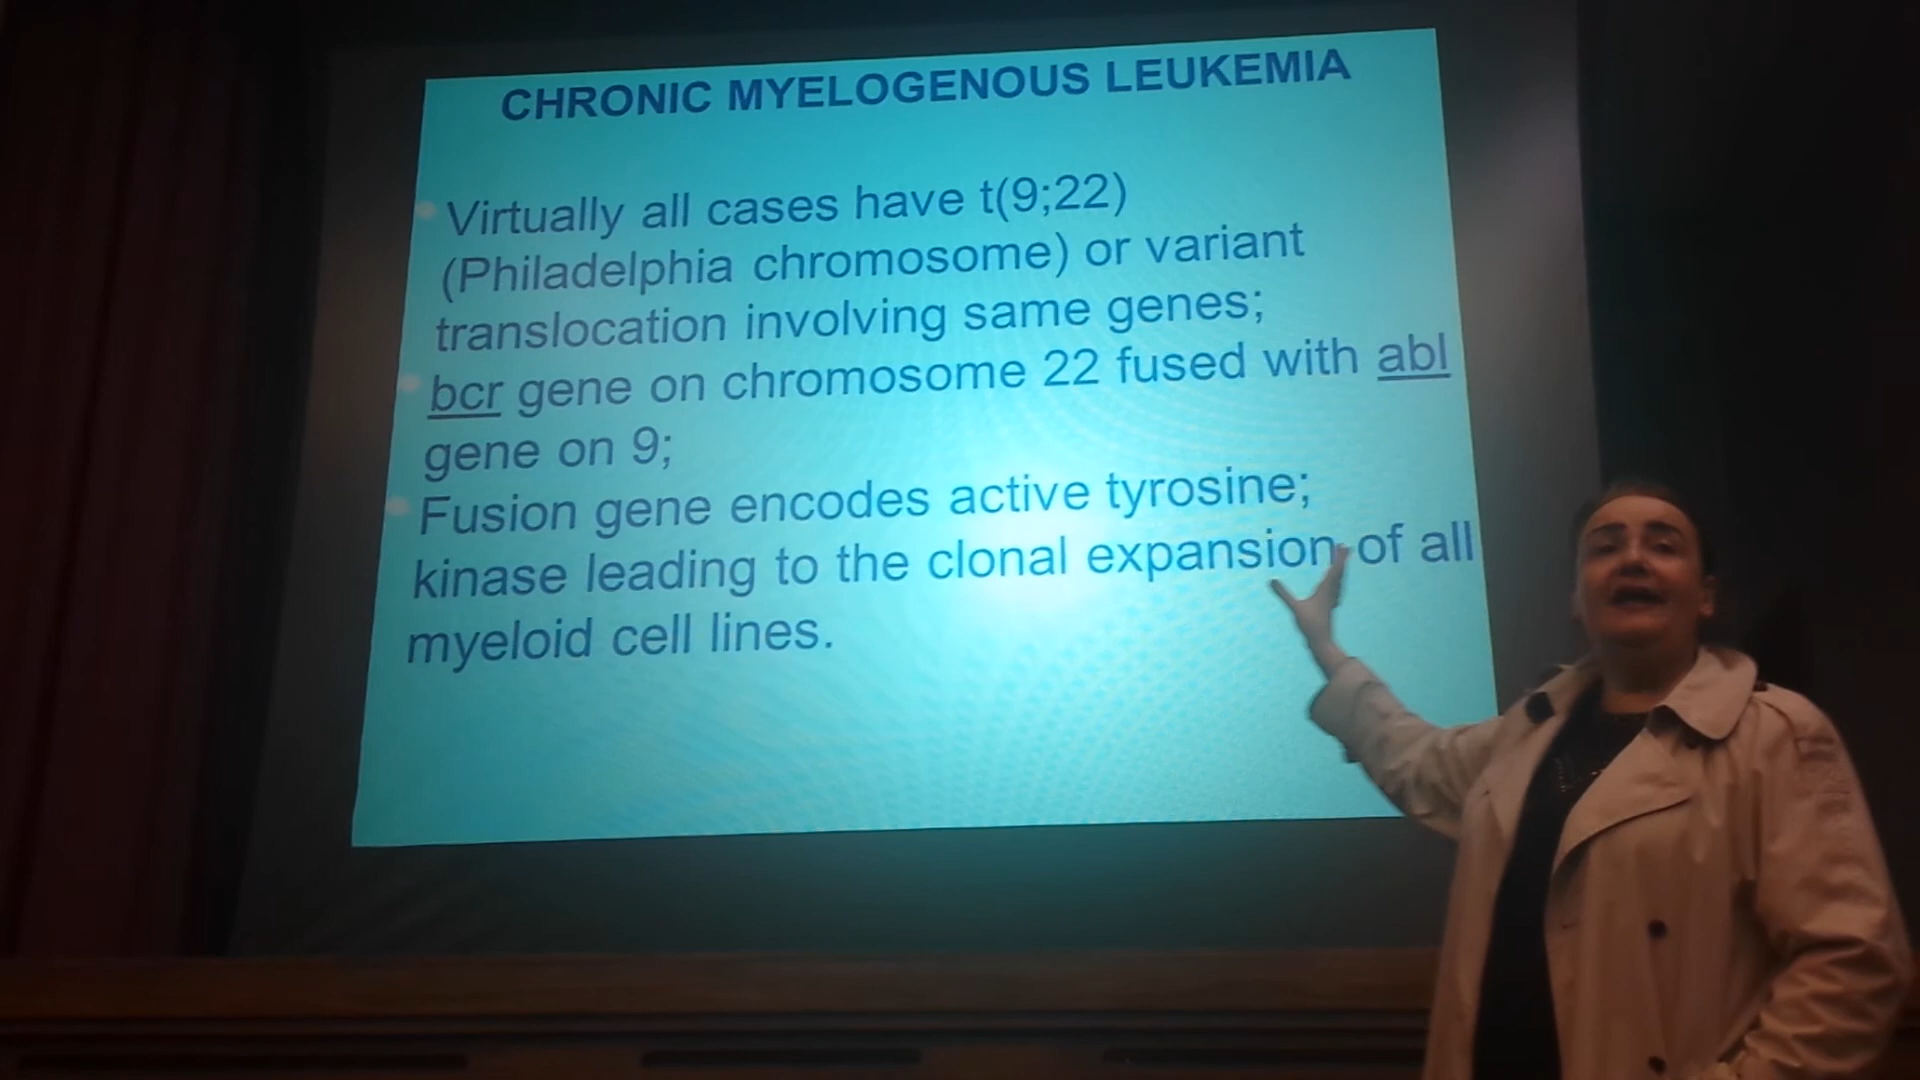 CHRONIC MYELOGENOUS LEUKEMIA
Virtually all cases have t(9;22)
(Philadelphia chromosome) or variant
translocation involving same genes;
bcr gene on chromosome 22 fused with abl
gene on 9;
Fusion gene encodes active tyrosine;
kinase leading to the clonal expansion of all
myeloid cell lines.